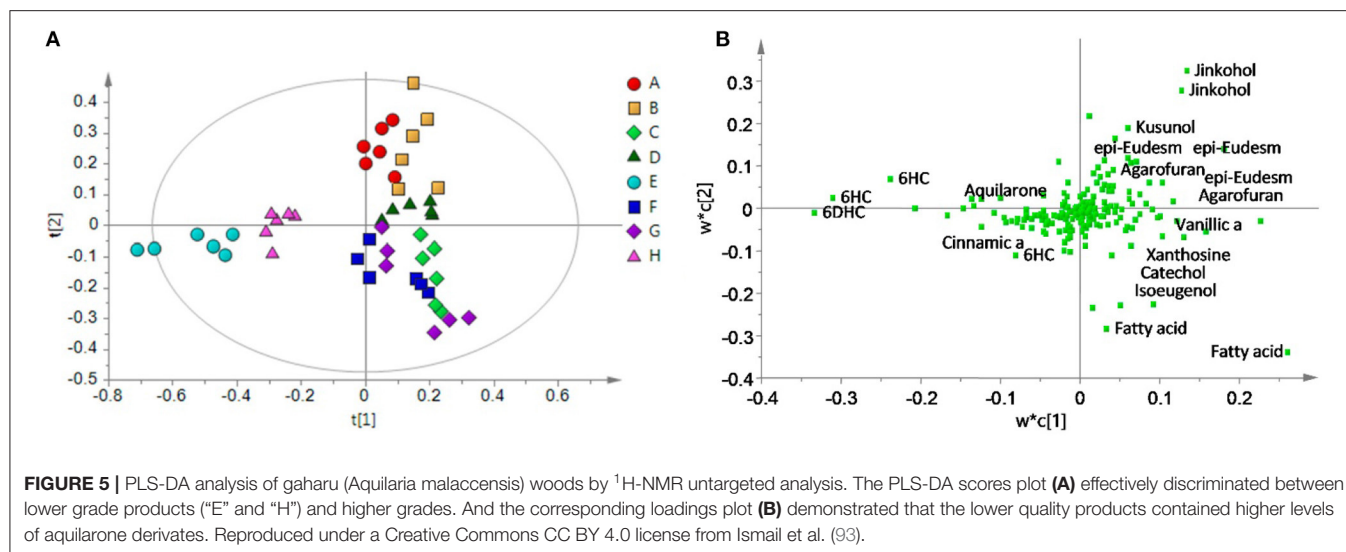 A
0.4
0.3
0.2
0.1
0
-0.1
-0.2
-0.3
-0.4
-0.5
t[2]
-0.8 -0.6 -0.4 -0.2 0 0.2 0.4 0.6
t[1]
A
B
C
D
E
F
G
H
B
0.3
0.2
0.1
0
-0.1
-0.2
-0.3
-0.4
w*c[2]
Jinkohol
Jinkohol
Kusunol
epi-Eudesm epi-Eudesm
Agarofuran epi-Eudesm
Agarofuran
6HC
6HC
6DHC
Aquilarone
Cinnamic a
6HC
Vanillic a
Xanthosine
Catechol
Isoeugenol
Fatty acid
Fatty acid
-0.4 -0.3 -0.2 -0.1 0 0.1 0.2
w*c[1]
FIGURE 5 | PLS-DA analysis of gaharu (Aquilaria malaccensis) woods by ¹H-NMR untargeted analysis. The PLS-DA scores plot (A) effectively discriminated between
lower grade products (“E” and “H”) and higher grades. And the corresponding loadings plot (B) demonstrated that the lower quality products contained higher levels
of aquilarone derivates. Reproduced under a Creative Commons CC BY 4.0 license from Ismail et al. (93).